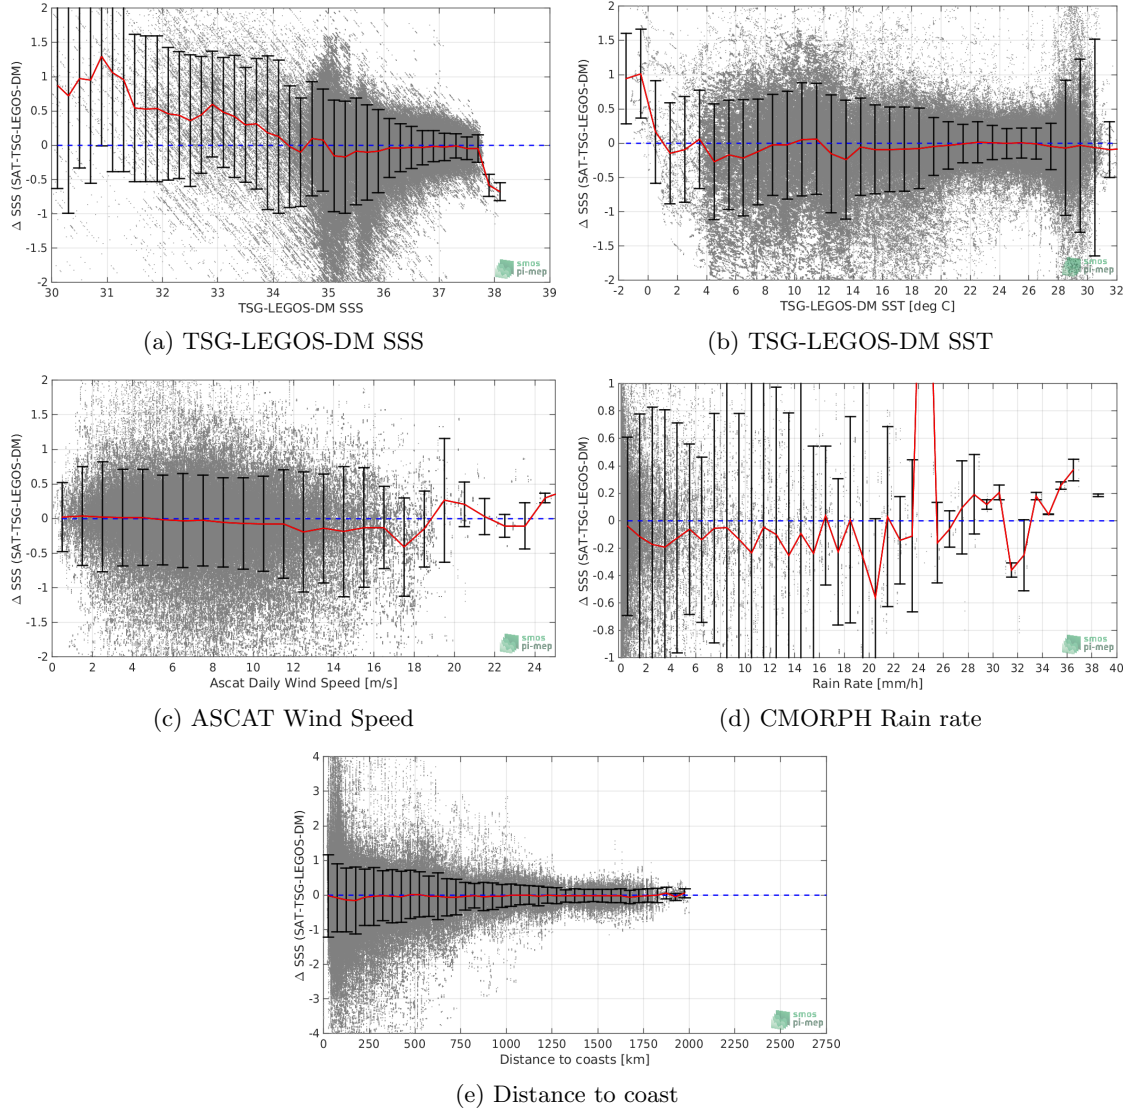 Δ SSS (SAT-TSG-LEGOS-DM)
2
1.5
1
0.5
0
-0.5
-1
-1.5
-2
30 31 32 33 34 35 36 37 38 39
TSG-LEGOS-DM SSS
smos
pi-mep
(a) TSG-LEGOS-DM SSS
Δ SSS (SAT-TSG-LEGOS-DM)
2
1.5
1
0.5
0
-0.5
-1
-1.5
-2
-2 0 2 4 6 8 10 12 14 16 18 20 22 24 26 28 30 32
TSG-LEGOS-DM SST [deg C]
smos
pi-mep
(b) TSG-LEGOS-DM SST
Δ SSS (SAT-TSG-LEGOS-DM)
2
1.5
1
0.5
0
-0.5
-1
-1.5
-2
0 2 4 6 8 10 12 14 16 18 20 22 24
Ascat Daily Wind Speed [m/s]
smos
pi-mep
(c) ASCAT Wind Speed
Δ SSS (SAT-TSG-LEGOS-DM)
1
0.8
0.6
0.4
0.2
0
-0.2
-0.4
-0.6
-0.8
-1
0 2 4 6 8 10 12 14 16 18 20 22 24 26 28 30 32 34 36 38 40
Rain Rate [mm/h]
smos
pi-mep
(d) CMORPH Rain rate
Δ SSS (SAT-TSG-LEGOS-DM)
4
3
2
1
0
-1
-2
-3
-4
0 250 500 750 1000 1250 1500 1750 2000 2250 2500 2750
Distance to coasts [km]
smos
pi-mep
(e) Distance to coast